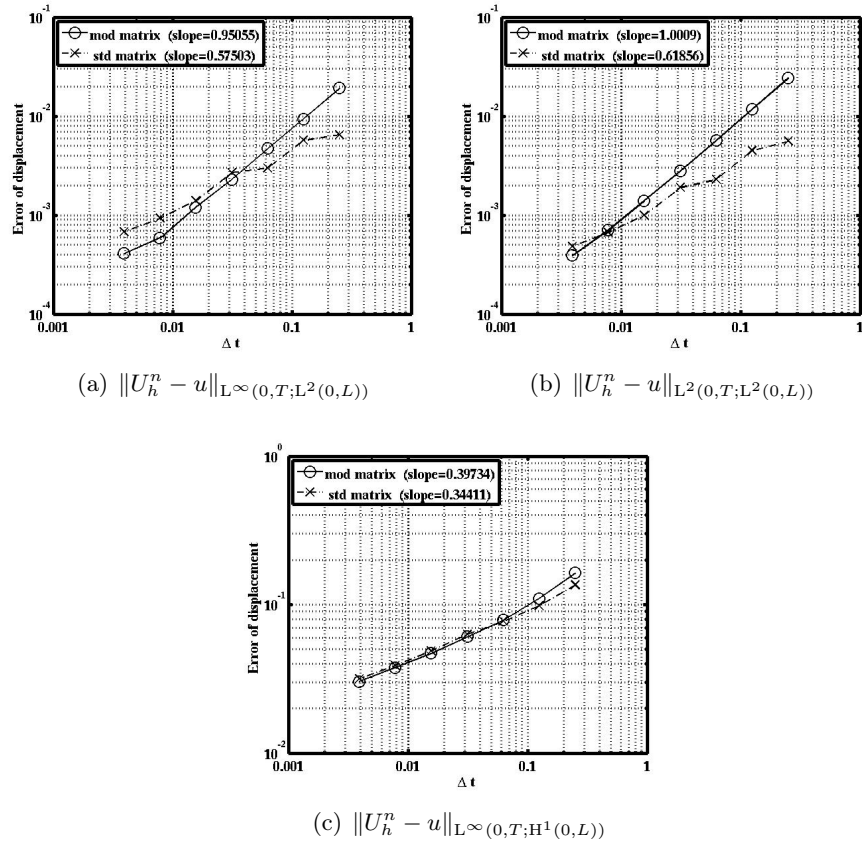 10^{-1}
mod matrix (slope=0.95055)
std matrix (slope=0.57503)
10^{-2}
10^{-3}
10^{-4}
Error of displacement
0.001 0.01 0.1 1
Δ t
(a) ‖U_h^n − u‖_{L^∞(0,T;L^2(0,L))}
10^{-1}
mod matrix (slope=1.0009)
std matrix (slope=0.61856)
10^{-2}
10^{-3}
10^{-4}
Error of displacement
0.001 0.01 0.1 1
Δ t
(b) ‖U_h^n − u‖_{L^2(0,T;L^2(0,L))}
10^0
mod matrix (slope=0.39734)
std matrix (slope=0.34411)
10^{-1}
10^{-2}
Error of displacement
0.001 0.01 0.1 1
Δ t
(c) ‖U_h^n − u‖_{L^∞(0,T;H^1(0,L))}